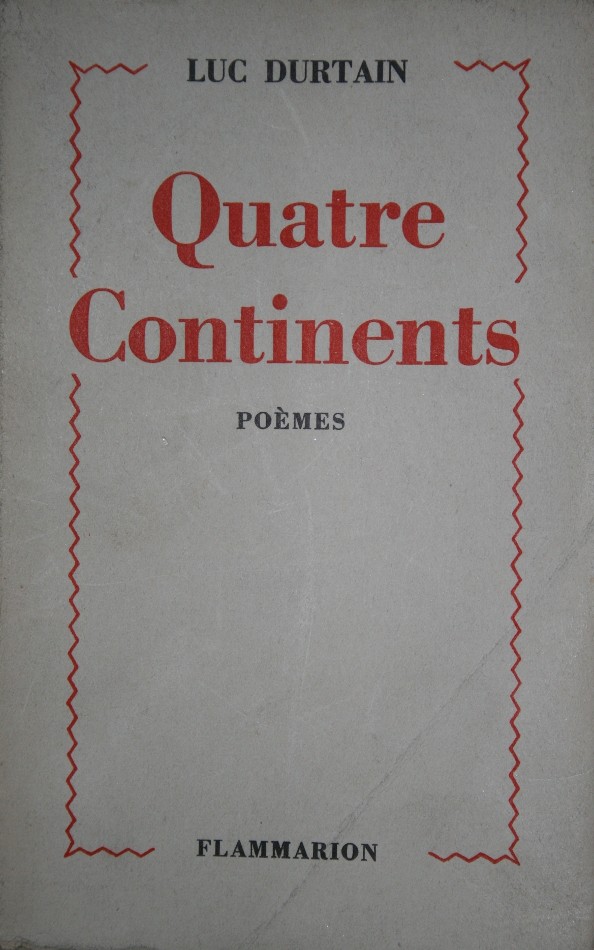 LUC DURTAIN
Quatre
Continents
POÈMES
FLAMMARION